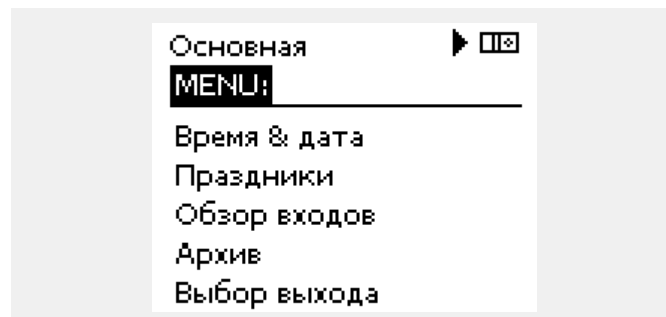 Основная
MENU:
Время & дата
Праздники
Обзор входов
Архив
Выбор выхода